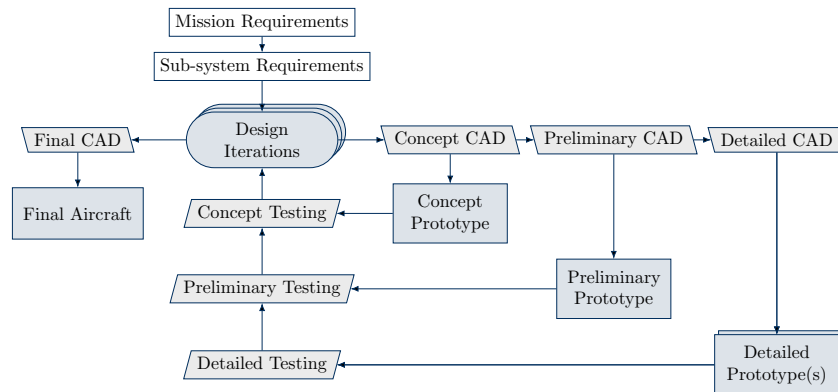 Mission Requirements
Sub-system Requirements
Design
Iterations
Final CAD
Concept CAD
Preliminary CAD
Detailed CAD
Final Aircraft
Concept Testing
Concept
Prototype
Preliminary Testing
Preliminary
Prototype
Detailed Testing
Detailed
Prototype(s)